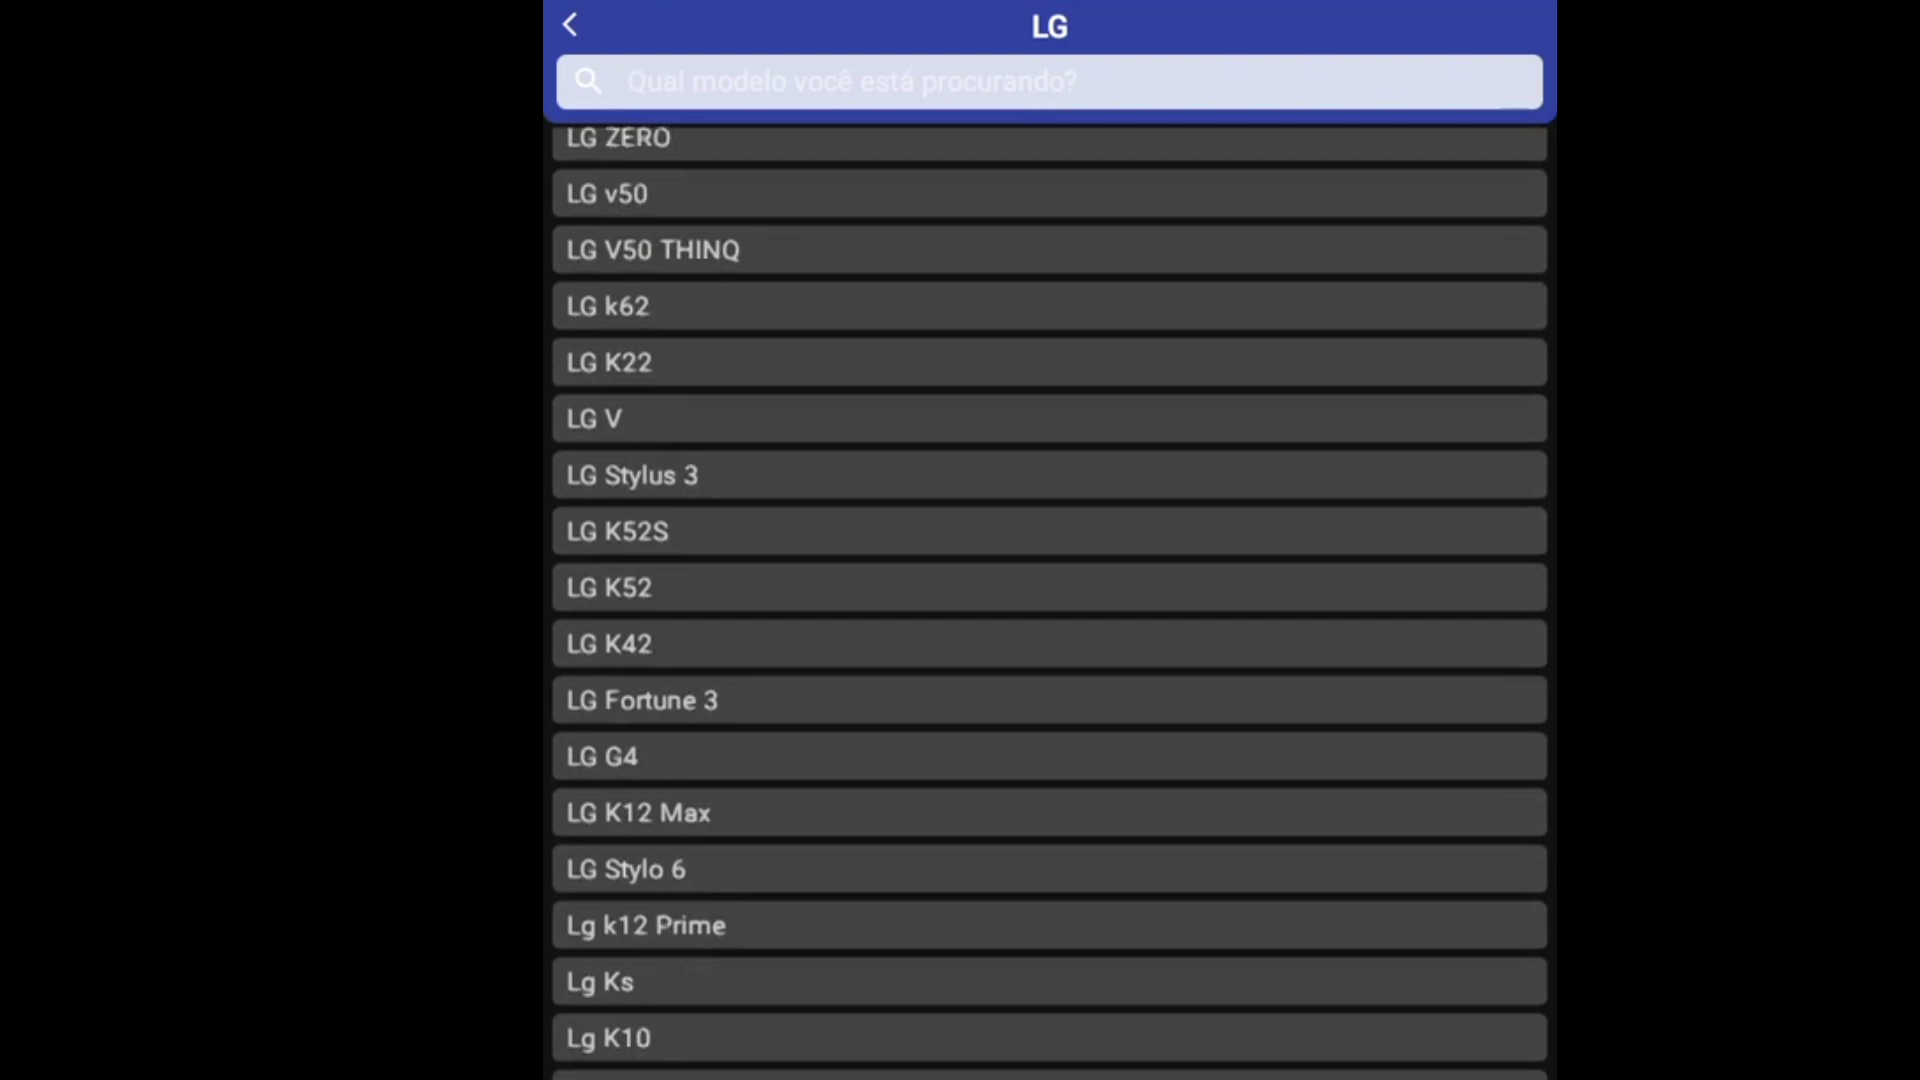 LG
Qual modelo você está procurando?
LG ZERO
LG v50
LG V50 THINQ
LG k62
LG K22
LG V
LG Stylus 3
LG K52S
LG K52
LG K42
LG Fortune 3
LG G4
LG K12 Max
LG Stylo 6
Lg k12 Prime
Lg Ks
Lg K10